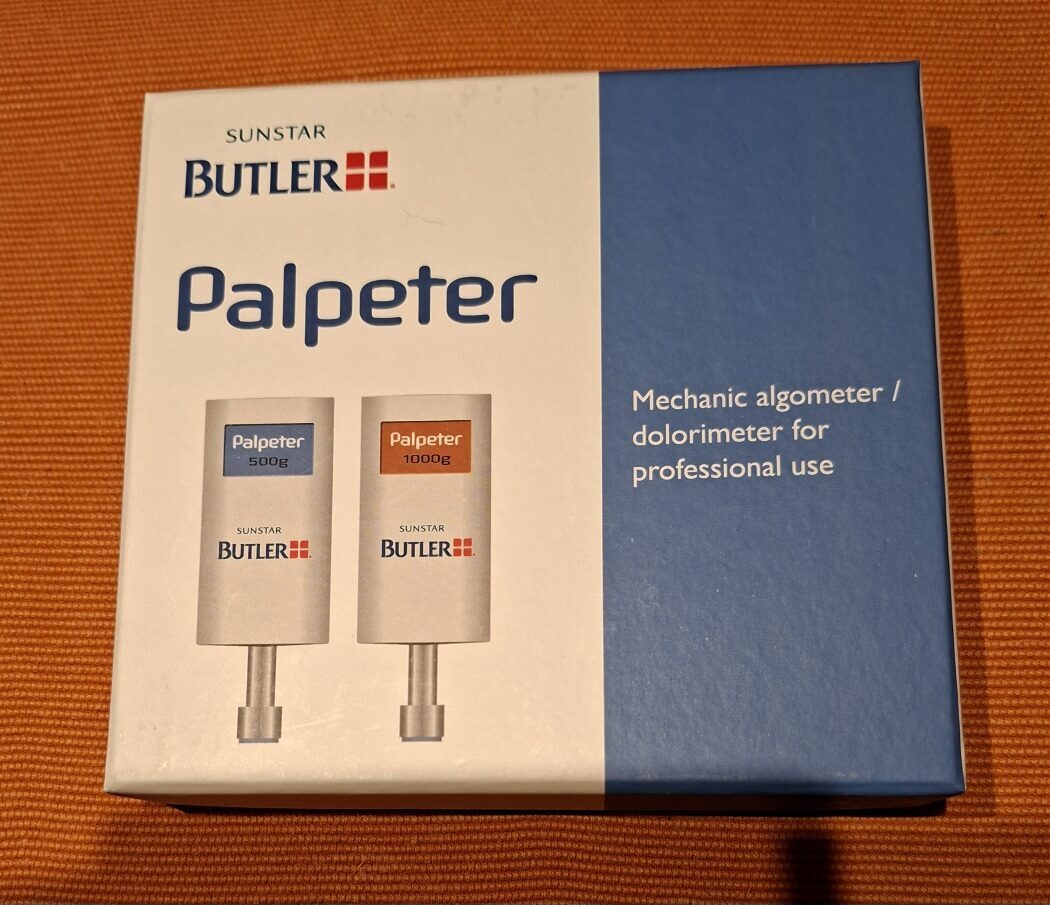 SUNSTAR
BUTLER
Palpeter
Palpeter
500g
SUNSTAR
BUTLER
Palpeter
1000g
SUNSTAR
BUTLER
Mechanic algometer /
dolorimeter for
professional use